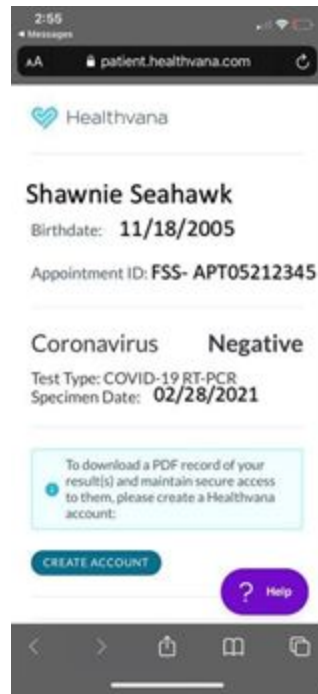 2:55
Messages
AA patient.healthvana.com
Healthvana
Shawnie Seahawk
Birthdate: 11/18/2005
Appointment ID: FSS- APT05212345
Coronavirus Negative
Test Type: COVID-19 RT-PCR
Specimen Date: 02/28/2021
To download a PDF record of your
result(s) and maintain secure access
to them, please create a Healthvana
account:
CREATE ACCOUNT
? Help